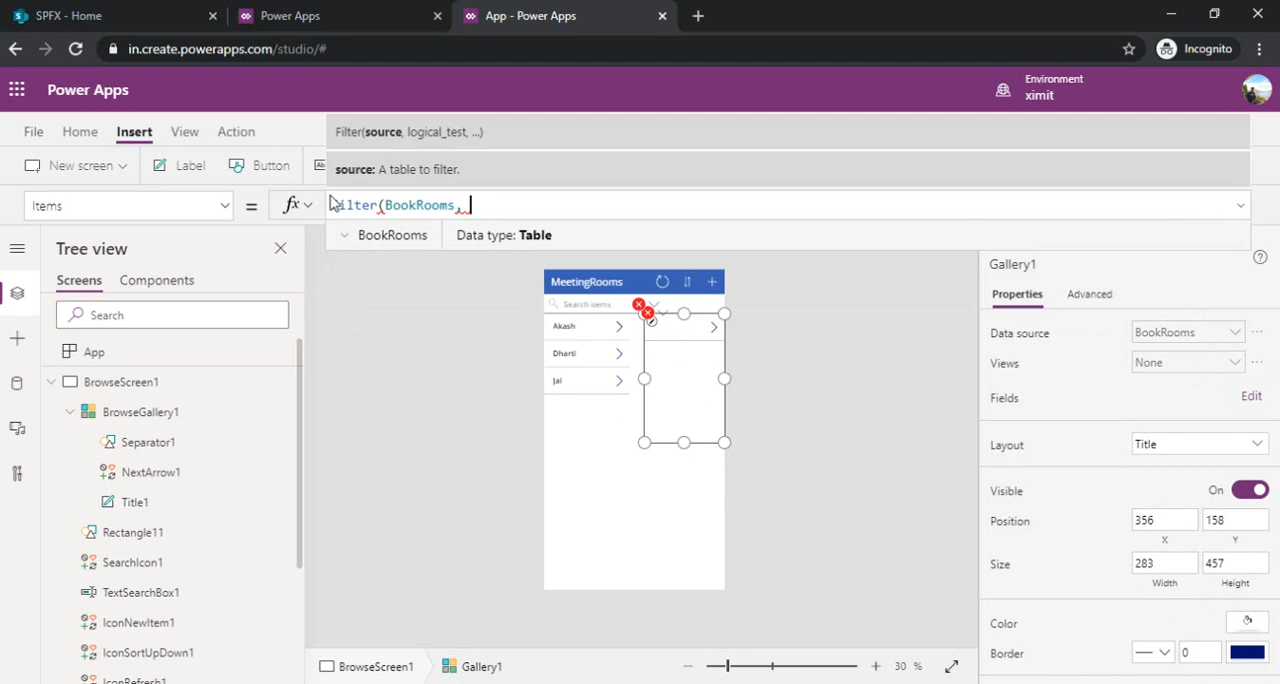 SPFX - Home
Power Apps
App - Power Apps
in.create.powerapps.com/studio/#
Incognito
Power Apps
Environment
ximit
File Home Insert View Action
Filter(source, logical_test, ...)
New screen Label Button
source: A table to filter.
Items = fx Filter(BookRooms,
BookRooms Data type: Table
Tree view
Screens Components
Search
App
BrowseScreen1
BrowseGallery1
Separator1
NextArrow1
Title1
Rectangle11
SearchIcon1
TextSearchBox1
IconNewItem1
IconSortUpDown1
IconRefresh1
MeetingRooms
Search items
Akash
Dharti
Jal
BrowseScreen1 Gallery1
30 %
Gallery1
Properties Advanced
Data source BookRooms
Views None
Fields Edit
Layout Title
Visible On
Position 356 158
X Y
Size 283 457
Width Height
Color
Border 0